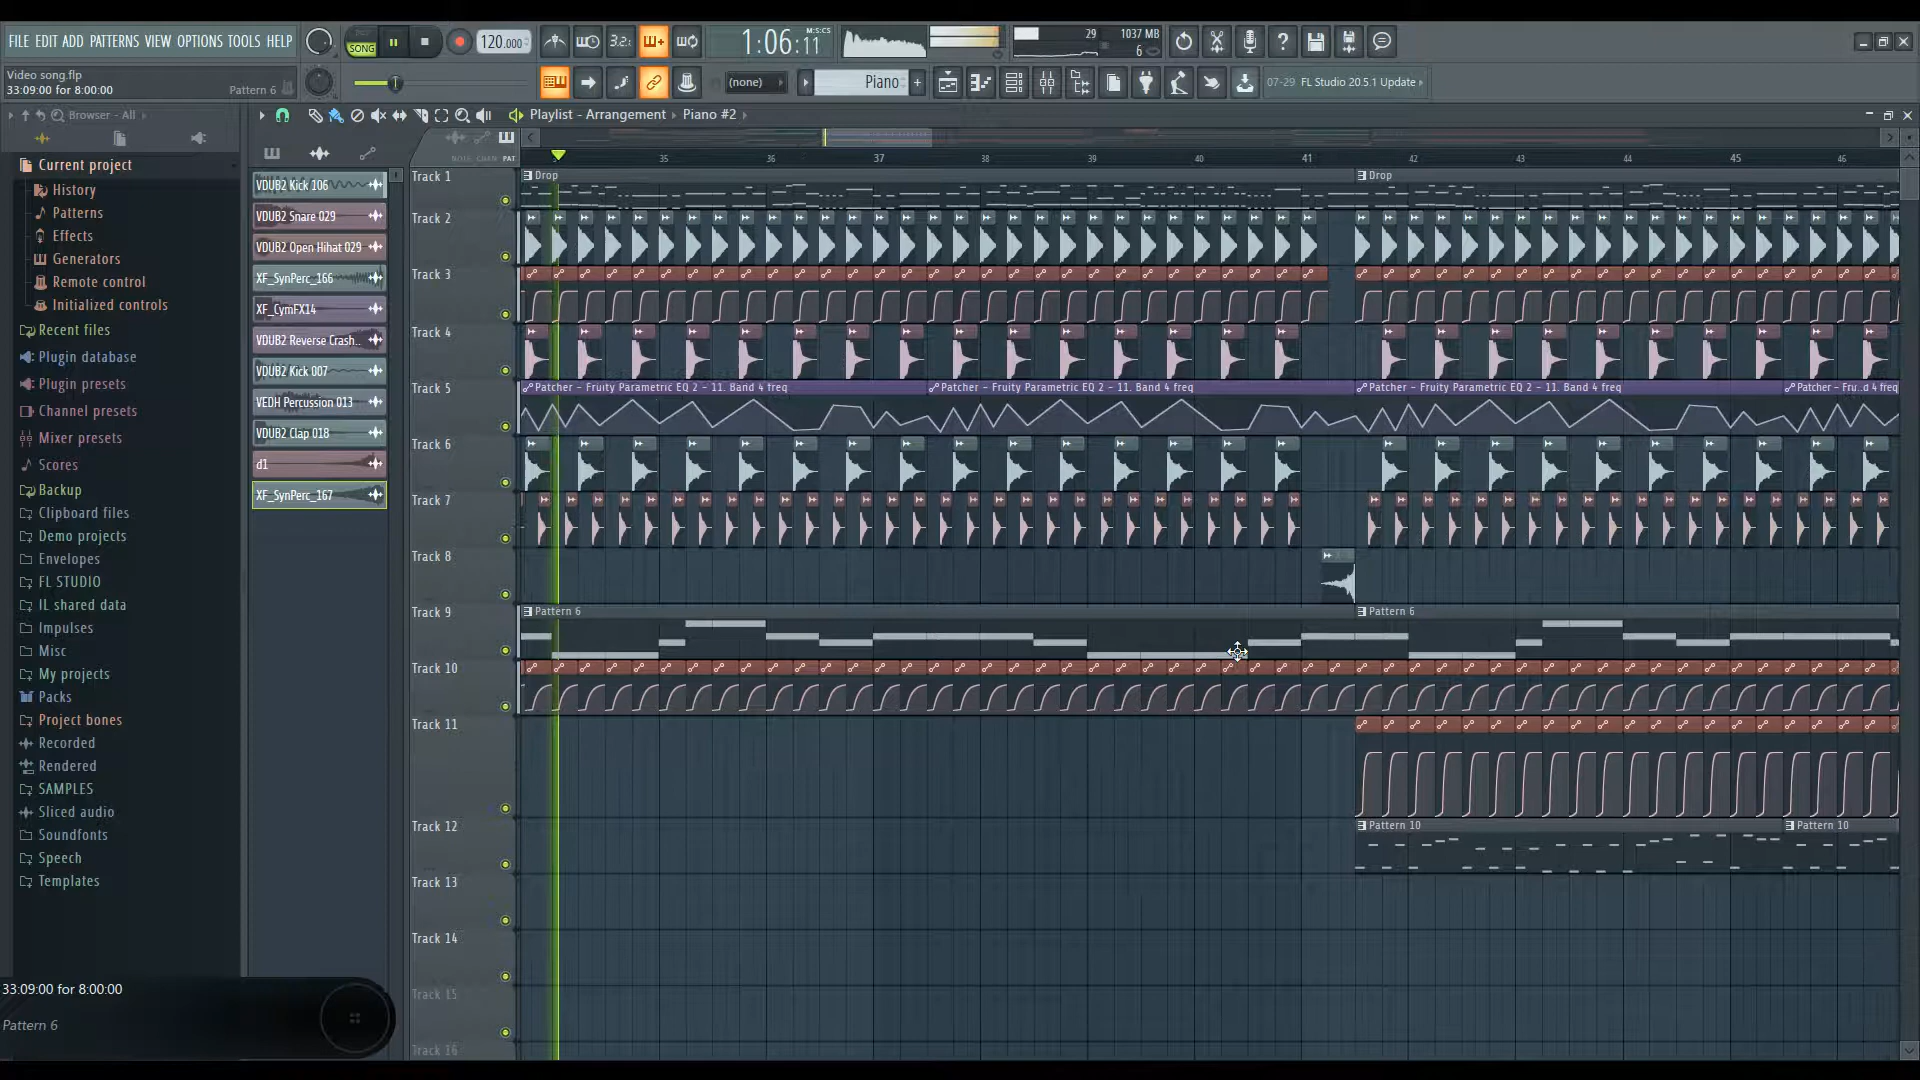 FILE EDIT ADD PATTERNS VIEW OPTIONS TOOLS HELP
SONG
120.000
3.2.
1:06:11
M:S:CS
29
1037 MB
6
Video song.flp
33:09:00 for 8:00:00
Pattern 6
(none)
Piano
07-29 FL Studio 20.5.1 Update
Browser - All
Playlist - Arrangement
Piano #2
NOTE CHAN PAT
35
36
37
38
39
40
41
42
43
44
45
46
Current project
History
Patterns
Effects
Generators
Remote control
Initialized controls
Recent files
Plugin database
Plugin presets
Channel presets
Mixer presets
Scores
Backup
Clipboard files
Demo projects
Envelopes
FL STUDIO
IL shared data
Impulses
Misc
My projects
Packs
Project bones
Recorded
Rendered
SAMPLES
Sliced audio
Soundfonts
Speech
Templates
VDUB2 Kick 106
VDUB2 Snare 029
VDUB2 Open Hihat 029
XF_SynPerc_166
XF_CymFX14
VDUB2 Reverse Crash..
VDUB2 Kick 007
VEDH Percussion 013
VDUB2 Clap 018
d1
XF_SynPerc_167
Track 1
Drop
Drop
Track 2
Track 3
Track 4
Track 5
Patcher - Fruity Parametric EQ 2 - 11. Band 4 freq
Patcher - Fruity Parametric EQ 2 - 11. Band 4 freq
Patcher - Fruity Parametric EQ 2 - 11. Band 4 freq
Patcher - Fru..d 4 freq
Track 6
Track 7
Track 8
Track 9
Pattern 6
Pattern 6
Track 10
Track 11
Track 12
Pattern 10
Pattern 10
Track 13
Track 14
Track 15
Track 16
33:09:00 for 8:00:00
Pattern 6